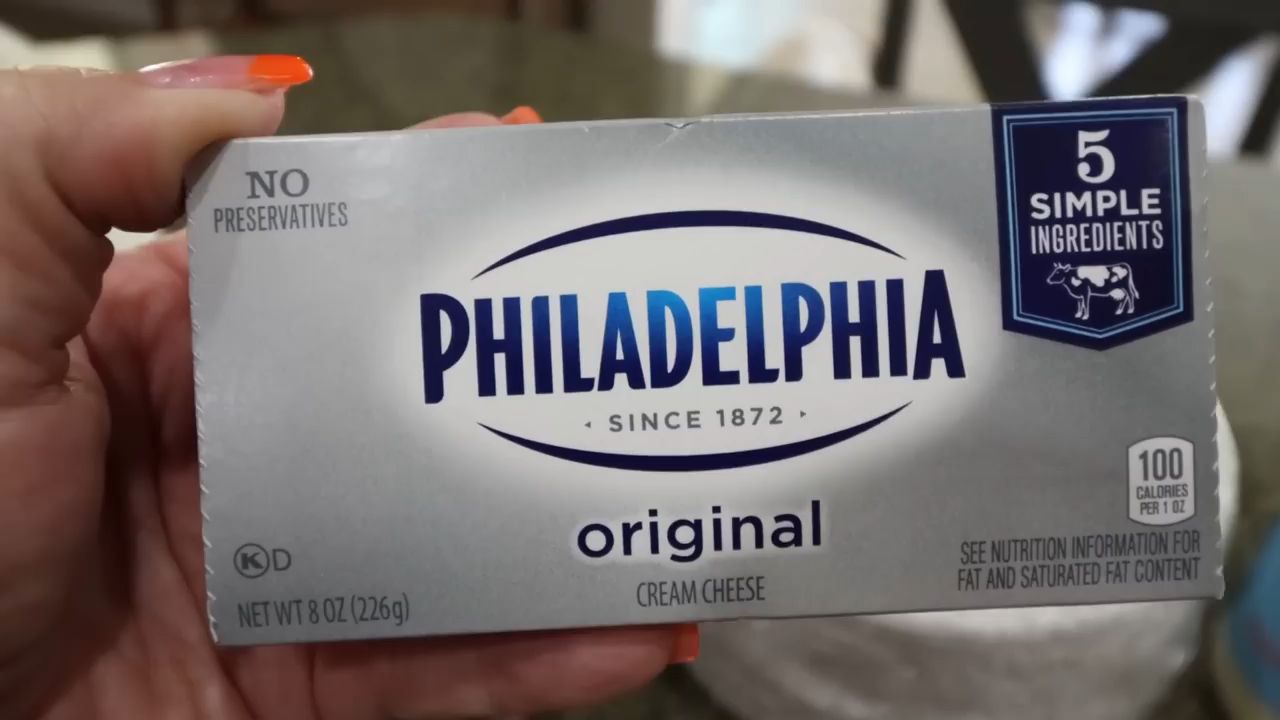 NO
PRESERVATIVES
5
SIMPLE
INGREDIENTS
PHILADELPHIA
SINCE 1872
original
CREAM CHEESE
100
CALORIES
PER 1 OZ
SEE NUTRITION INFORMATION FOR
FAT AND SATURATED FAT CONTENT
K D
NET WT 8 OZ (226g)